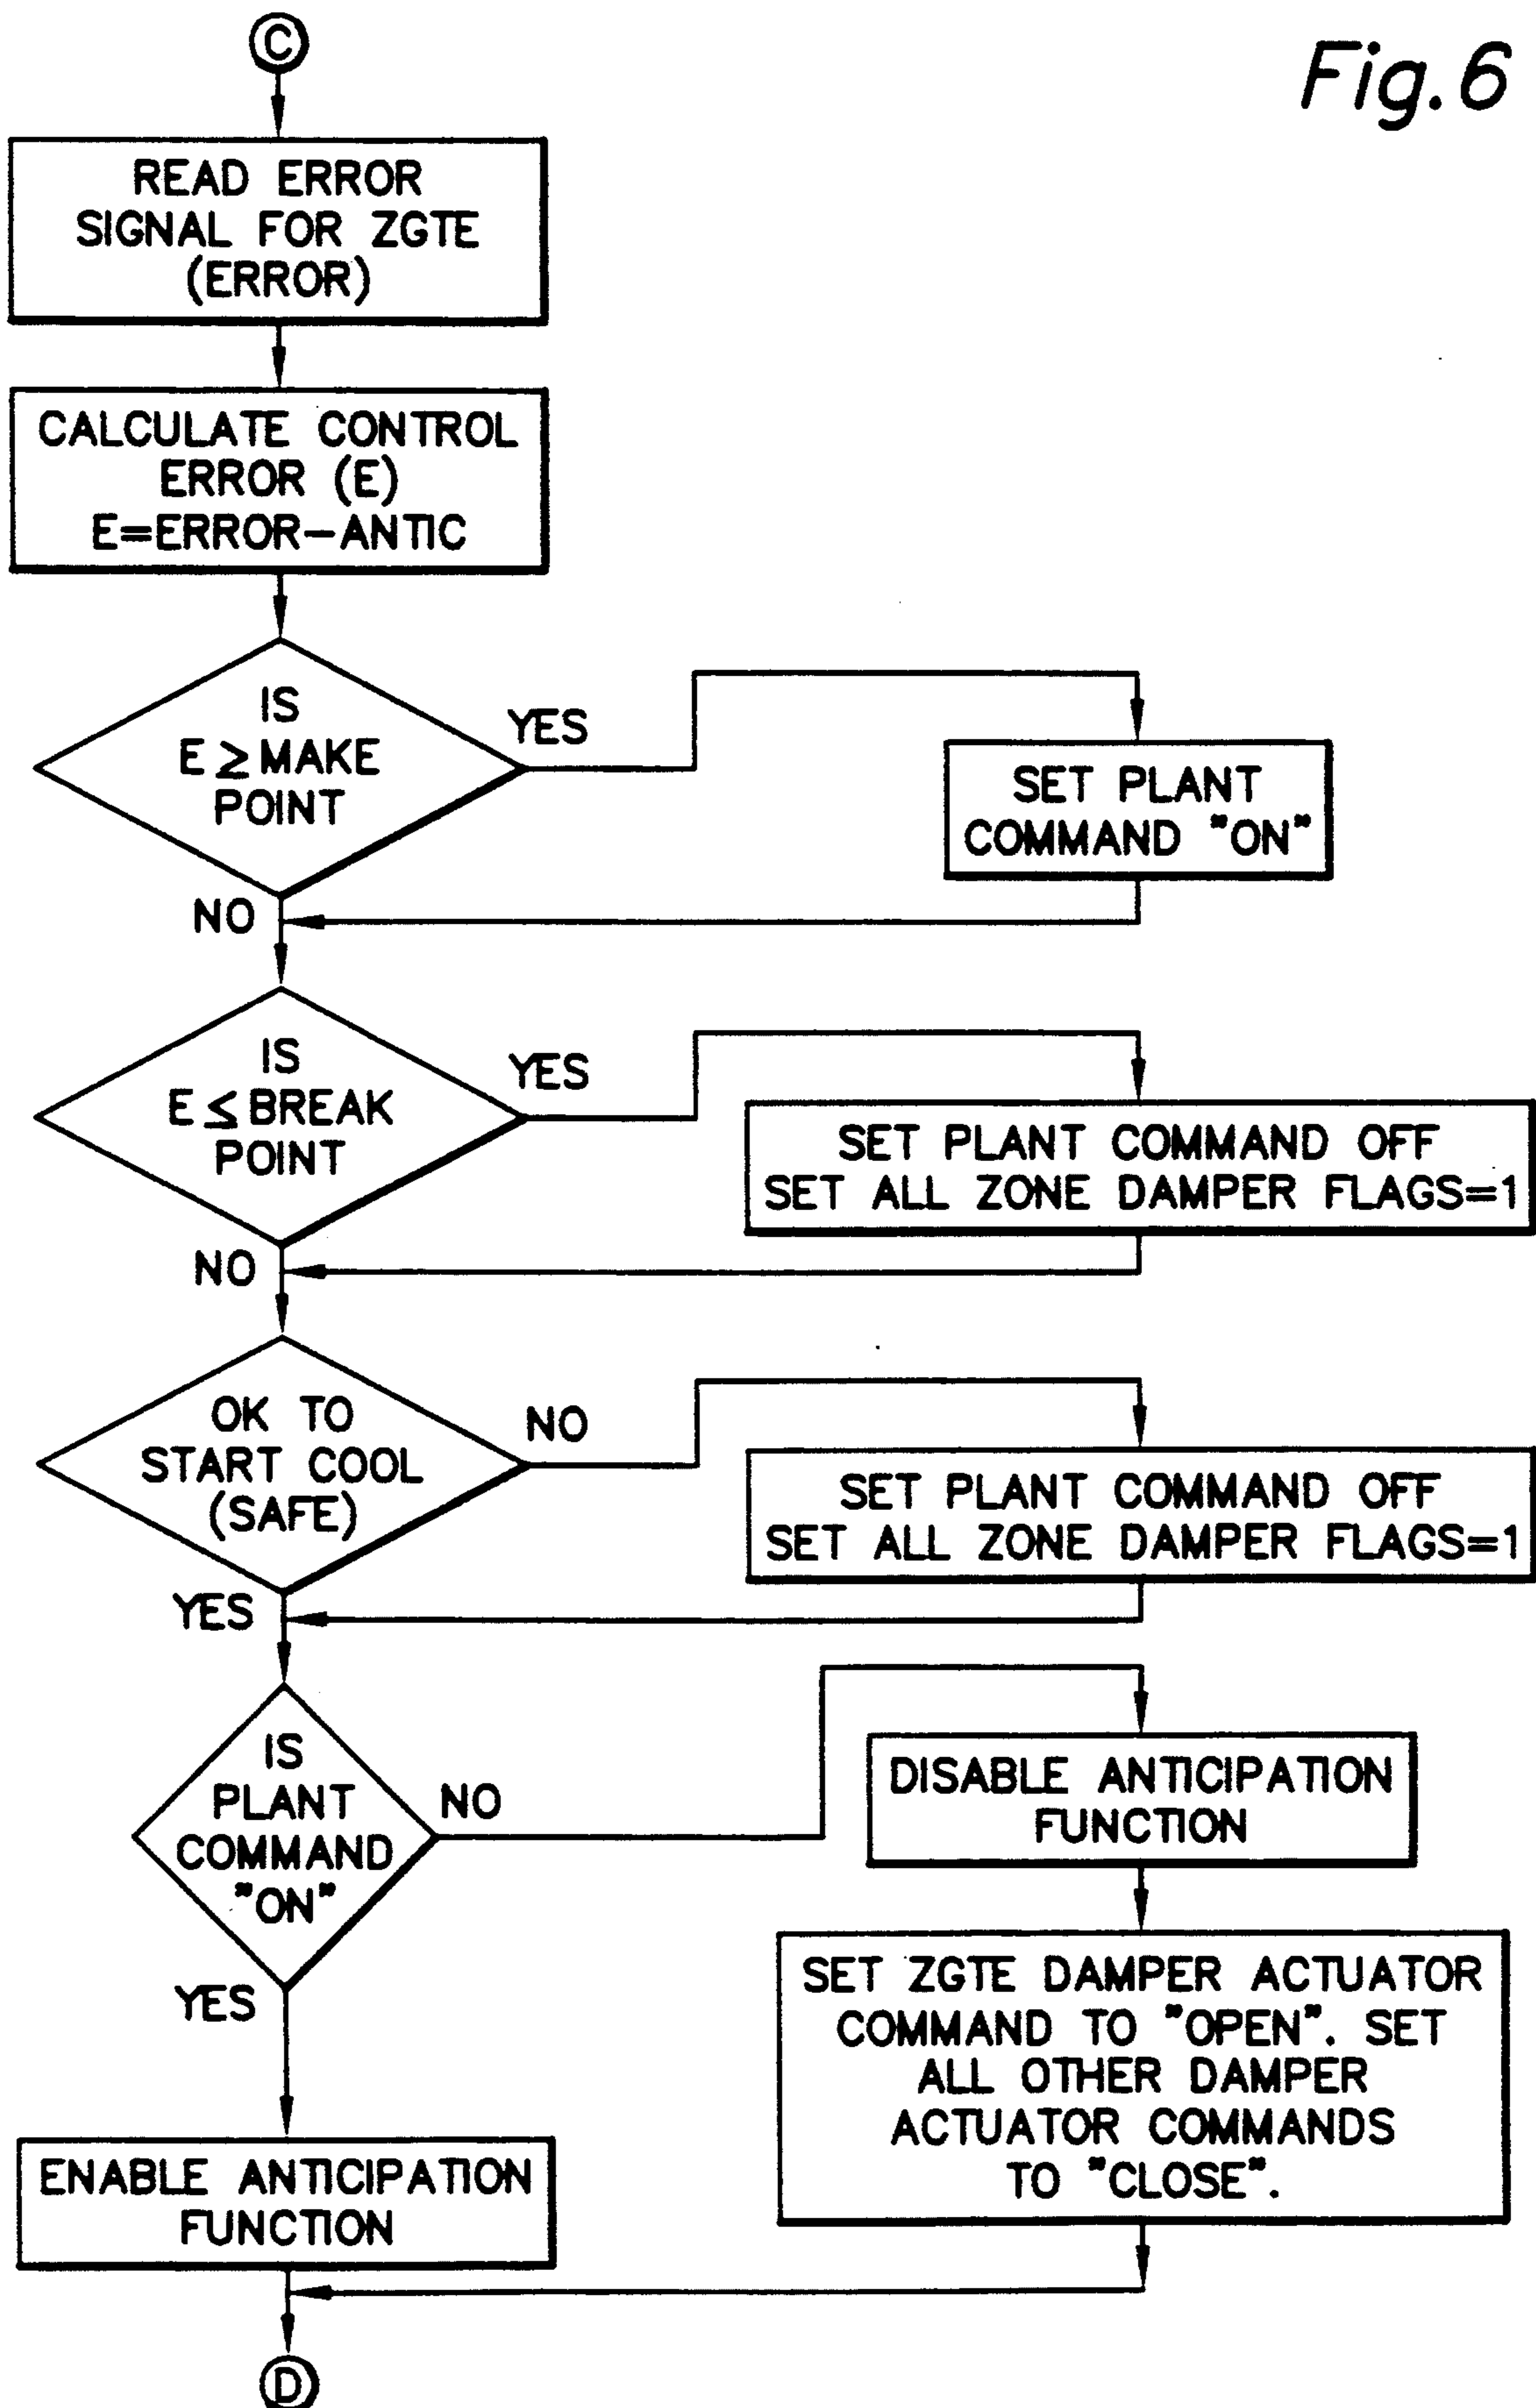 Fig.6
C
READ ERROR
SIGNAL FOR ZGTE
(ERROR)
CALCULATE CONTROL
ERROR (E)
E=ERROR-ANTIC
IS
E ≥ MAKE
POINT
YES
SET PLANT
COMMAND "ON"
NO
IS
E ≤ BREAK
POINT
YES
SET PLANT COMMAND OFF
SET ALL ZONE DAMPER FLAGS=1
NO
OK TO
START COOL
(SAFE)
NO
SET PLANT COMMAND OFF
SET ALL ZONE DAMPER FLAGS=1
YES
IS
PLANT
COMMAND
"ON"
NO
DISABLE ANTICIPATION
FUNCTION
SET ZGTE DAMPER ACTUATOR
COMMAND TO "OPEN". SET
ALL OTHER DAMPER
ACTUATOR COMMANDS
TO "CLOSE".
YES
ENABLE ANTICIPATION
FUNCTION
D